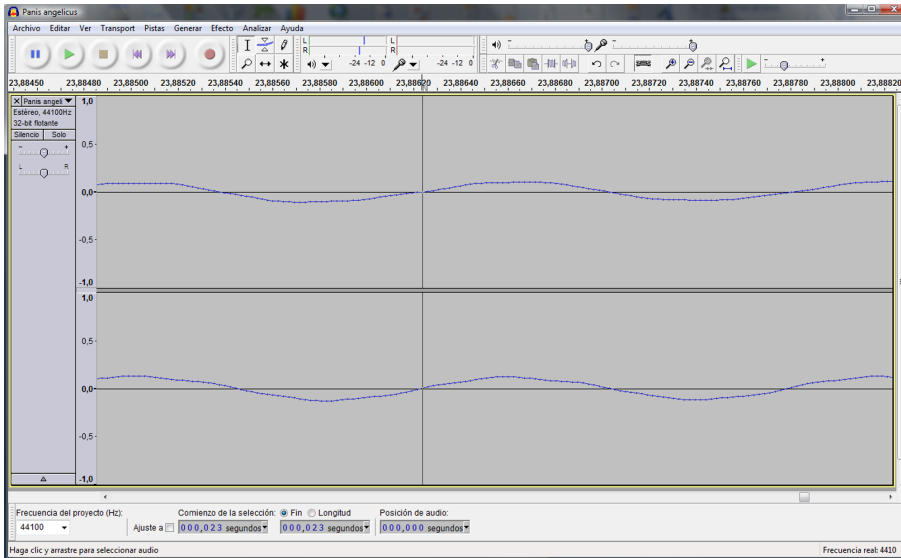 Panis angelicus
Archivo Editar Ver Transport Pistas Generar Efecto Analizar Ayuda
L R L R
-24 -12 0 -24 -12 0
23,88450 23,88480 23,88500 23,88520 23,88540 23,88560 23,88580 23,88600 23,88620 23,88640 23,88660 23,88680 23,88700 23,88720 23,88740 23,88760 23,88780 23,88800 23,88820
X Panis angeli
Estéreo, 44100Hz
32-bit flotante
Silencio Solo
- +
L R
1,0
0,5
0,0
-0,5
-1,0
1,0
0,5
0,0
-0,5
-1,0
Frecuencia del proyecto (Hz): Comienzo de la selección: Fin Longitud Posición de audio:
44100 Ajuste a 000,023 segundos 000,023 segundos 000,000 segundos
Haga clic y arrastre para seleccionar audio Frecuencia real: 4410